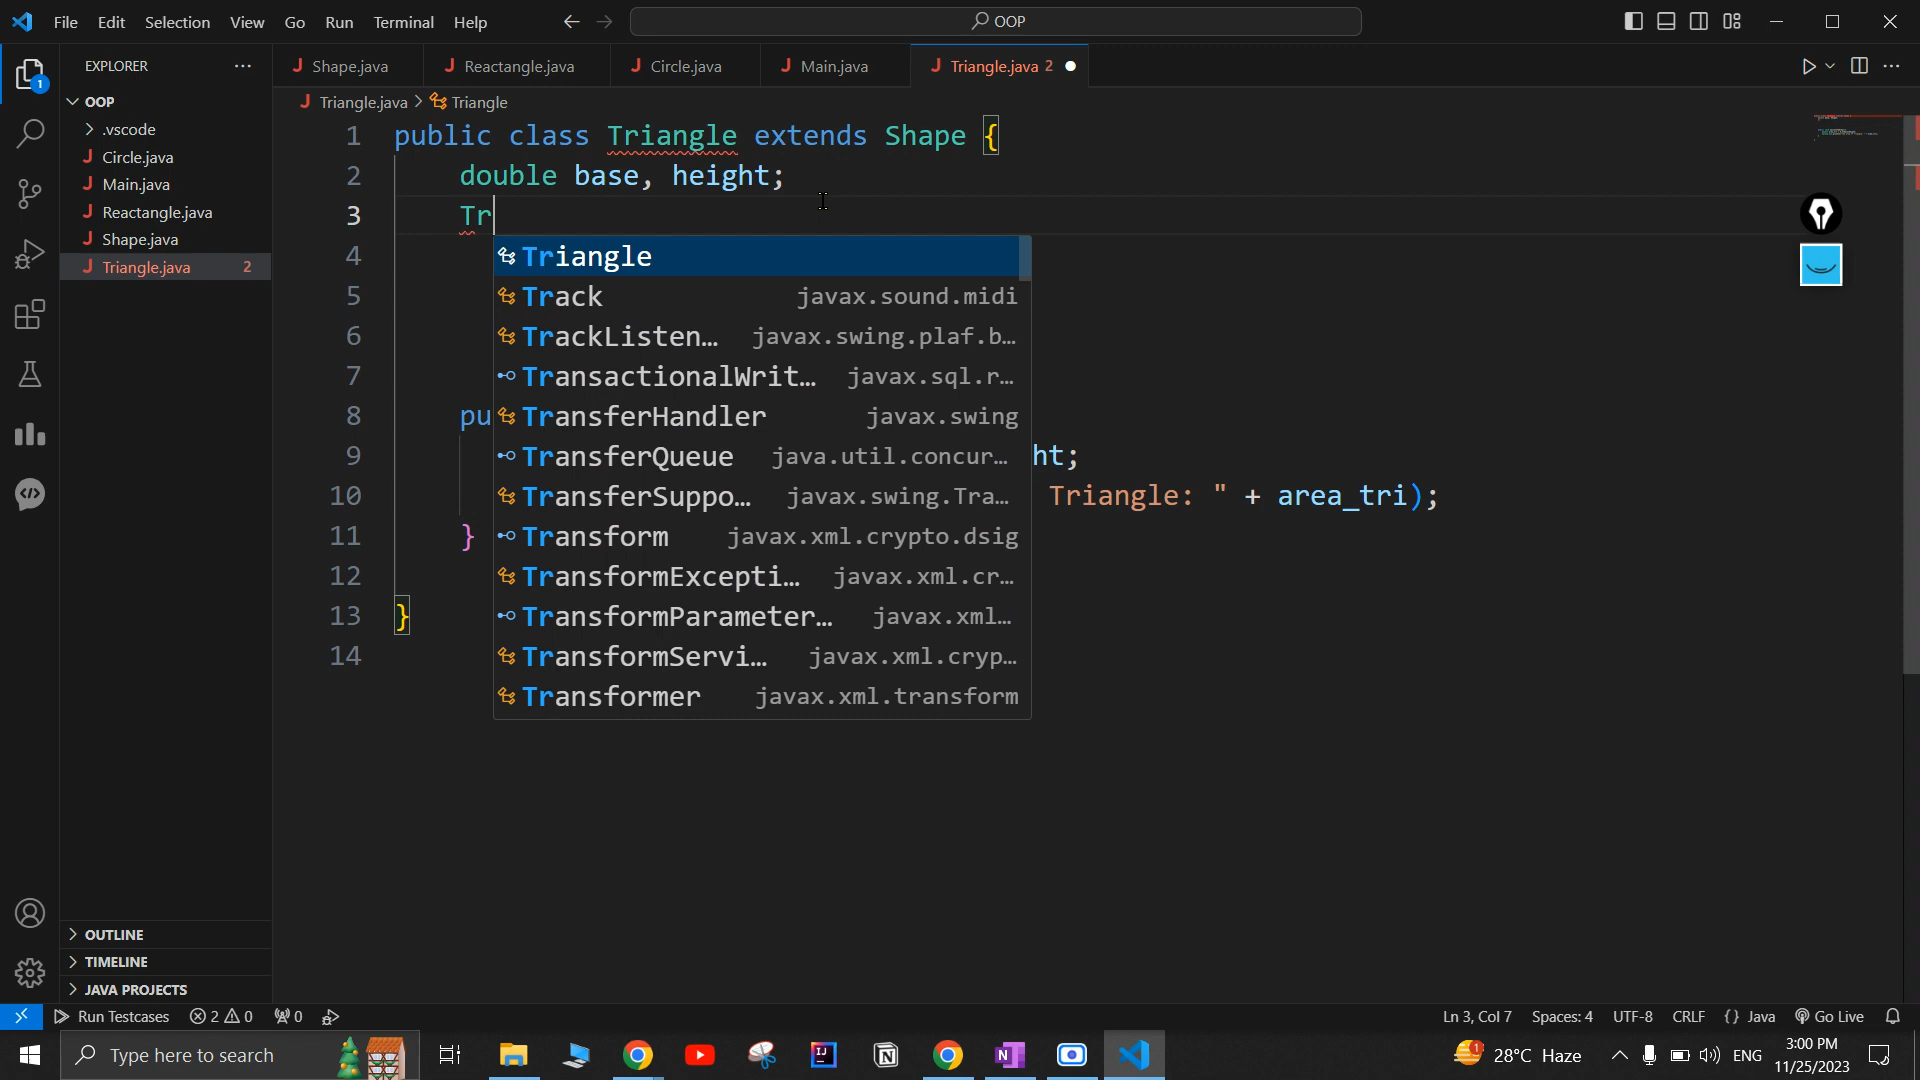 File Edit Selection View Go Run Terminal Help
OOP
EXPLORER
Shape.java
Reactangle.java
Circle.java
Main.java
Triangle.java 2
OOP
.vscode
Circle.java
Main.java
Reactangle.java
Shape.java
Triangle.java 2
Triangle.java > Triangle
1 public class Triangle extends Shape {
2 double base, height;
3 Tr
4
5
6
7
8 pu
9 ht;
10 Triangle: " + area_tri);
11 }
12
13 }
14
Triangle
Track javax.sound.midi
TrackListen… javax.swing.plaf.b…
TransactionalWrit… javax.sql.r…
TransferHandler javax.swing
TransferQueue java.util.concur…
TransferSuppo… javax.swing.Tra…
Transform javax.xml.crypto.dsig
TransformExcepti… javax.xml.cr…
TransformParameter… javax.xml…
TransformServi… javax.xml.cryp…
Transformer javax.xml.transform
1
OUTLINE
TIMELINE
JAVA PROJECTS
Run Testcases 2 0 0
Ln 3, Col 7 Spaces: 4 UTF-8 CRLF {} Java Go Live
Type here to search
1 28°C Haze ENG
3:00 PM
11/25/2023